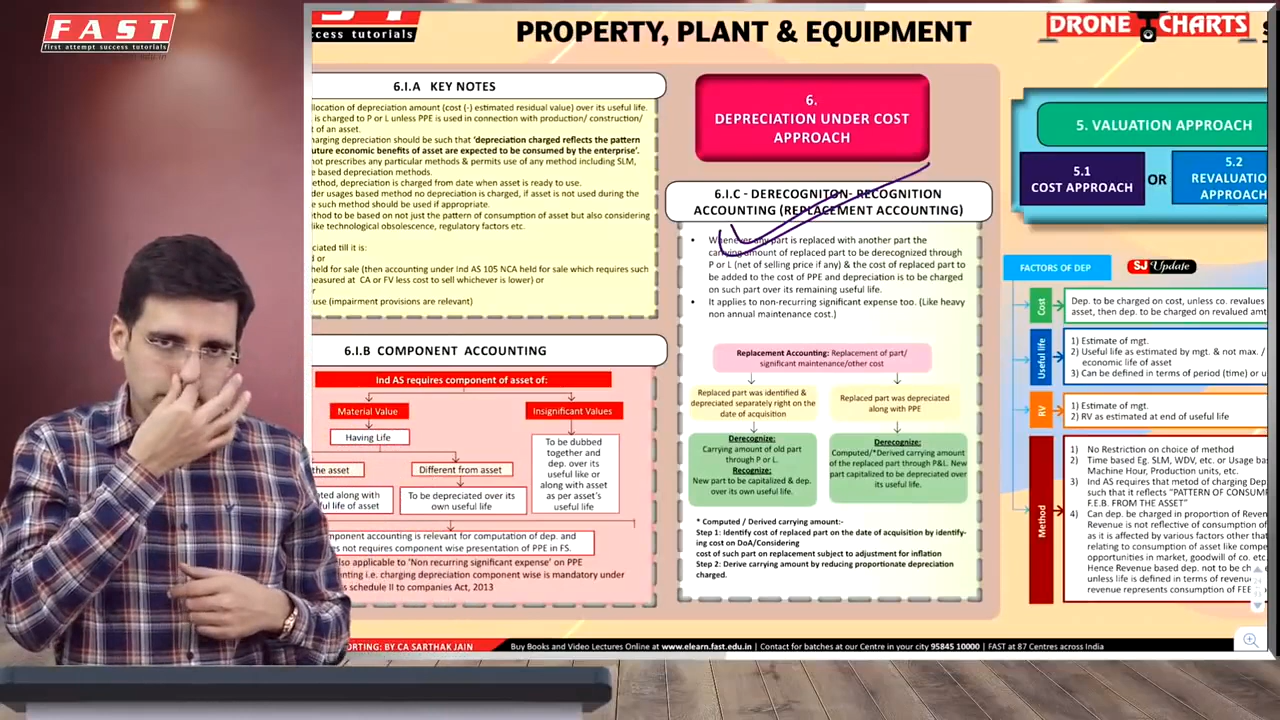 FAST
first attempt success tutorials
cess tutorials
PROPERTY, PLANT & EQUIPMENT
DRONE CHARTS
6.I.A KEY NOTES
llocation of depreciation amount (cost (-) estimated residual value) over its useful life.
is charged to P or L unless PPE is used in connection with production/ construction/
t of an asset.
harging depreciation should be such that 'depreciation charged reflects the pattern
uture economic benefits of asset are expected to be consumed by the enterprise'.
not prescribes any particular methods & permits use of any method including SLM,
e based depreciation methods.
ethod, depreciation is charged from date when asset is ready to use.
der usages based method no depreciation is charged, if asset is not used during the
e such method should be used if appropriate.
ethod to be based on not just the pattern of consumption of asset but also considering
like technological obsolescence, regulatory factors etc.
ciated till it is:
d or
held for sale (then accounting under Ind AS 105 NCA held for sale which requires such
measured at CA or FV less cost to sell whichever is lower) or
or
use (impairment provisions are relevant)
6.I.B COMPONENT ACCOUNTING
Ind AS requires component of asset of:
Material Value
Insignificant Values
Having Life
the asset
Different from asset
ated along with
ful life of asset
To be depreciated over its
own useful life
To be dubbed
together and
dep. over its
useful like or
along with asset
as per asset's
useful life
mponent accounting is relevant for computation of dep. and
es not requires component wise presentation of PPE in FS.
also applicable to 'Non recurring significant expense' on PPE
unting i.e. charging depreciation component wise is mandatory under
s schedule II to companies Act, 2013
6.
DEPRECIATION UNDER COST
APPROACH
6.I.C - DERECOGNITON- RECOGNITION
ACCOUNTING (REPLACEMENT ACCOUNTING)
• Whenever any part is replaced with another part the
carrying amount of replaced part to be derecognized through
P or L (net of selling price if any) & the cost of replaced part to
be added to the cost of PPE and depreciation is to be charged
on such part over its remaining useful life.
• It applies to non-recurring significant expense too. (Like heavy
non annual maintenance cost.)
Replacement Accounting: Replacement of part/
significant maintenance/other cost
Replaced part was identified &
depreciated separately right on the
date of acquisition
Replaced part was depreciated
along with PPE
Derecognize:
Carrying amount of old part
through P or L.
Recognize:
New part to be capitalized & dep.
over its own useful life.
Derecognize:
Computed/*Derived carrying amount
of the replaced part through P&L. New
part capitalized to be depreciated over
its useful life.
* Computed / Derived carrying amount:-
Step 1: Identify cost of replaced part on the date of acquisition by identify-
ing cost on DoA/Considering
cost of such part on replacement subject to adjustment for inflation
Step 2: Derive carrying amount by reducing proportionate depreciation
charged.
5. VALUATION APPROACH
5.1
COST APPROACH
OR
5.2
REVALUATIO
APPROACH
FACTORS OF DEP
SJ Update
Cost
Dep. to be charged on cost, unless co. revalues
asset, then dep. to be charged on revalued amt
Useful life
1) Estimate of mgt.
2) Useful life as estimated by mgt. & not max. /
economic life of asset
3) Can be defined in terms of period (time) or u
RV
1) Estimate of mgt.
2) RV as estimated at end of useful life
Method
1) No Restriction on choice of method
2) Time based Eg. SLM, WDV, etc. or Usage bas
Machine Hour, Production units, etc.
3) Ind AS requires that metod of charging Dep.
such that it reflects "PATTERN OF CONSUM
F.E.B. FROM THE ASSET"
4) Can dep. be charged in proportion of Reven
Revenue is not reflective of consumption of
as it is affected by various factors other that
relating to consumption of asset like compe
opportunities in market, goodwill of co. etc.
Hence Revenue based dep. not to be ch
unless life is defined in terms of revenu
revenue represents consumption of FEE
ORTING: BY CA SARTHAK JAIN
Buy Books and Video Lectures Online at www.elearn.fast.edu.in | Contact for batches at our Centre in your city 95845 10000 | FAST at 87 Centres across India